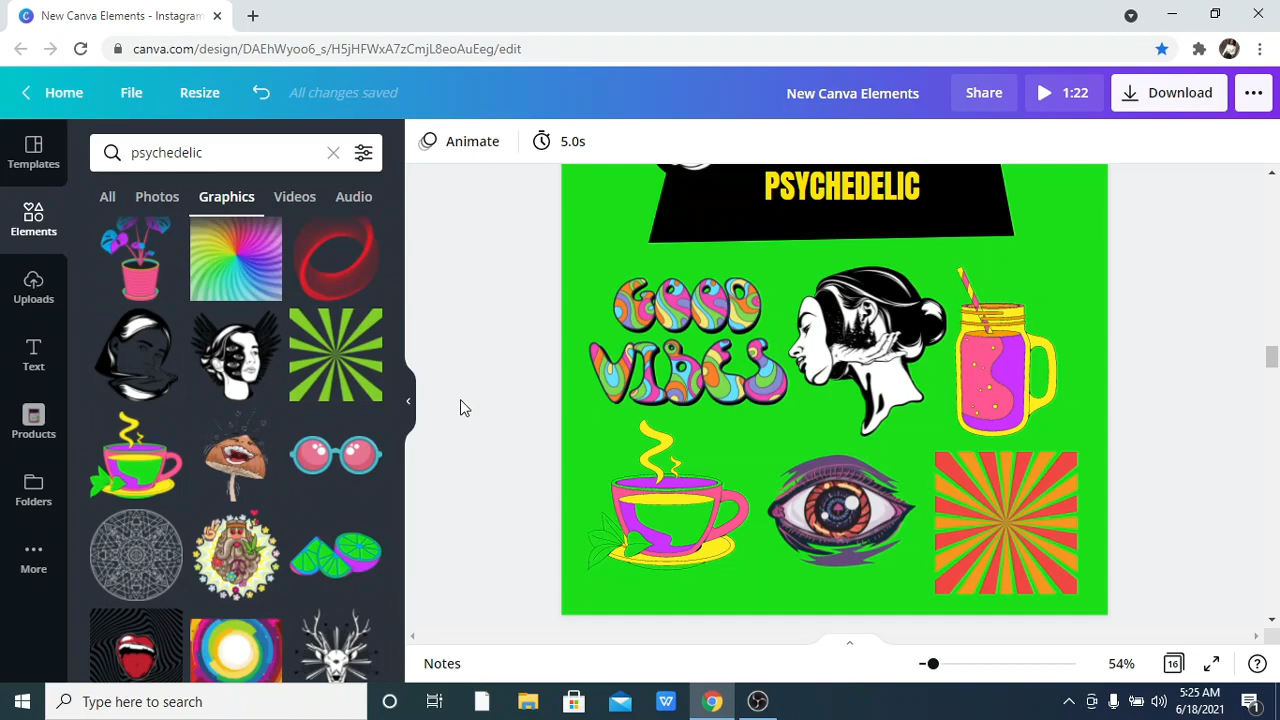 New Canva Elements - Instagram
canva.com/design/DAEhWyoo6_s/H5jHFWxA7zCmjL8eoAuEeg/edit
Home
File
Resize
All changes saved
New Canva Elements
Share
1:22
Download
Templates
Elements
Uploads
Text
Products
Folders
More
psychedelic
All
Photos
Graphics
Videos
Audio
Animate
5.0s
PSYCHEDELIC
GOOD
VIBES
Notes
54%
16
Type here to search
5:25 AM
6/18/2021
1